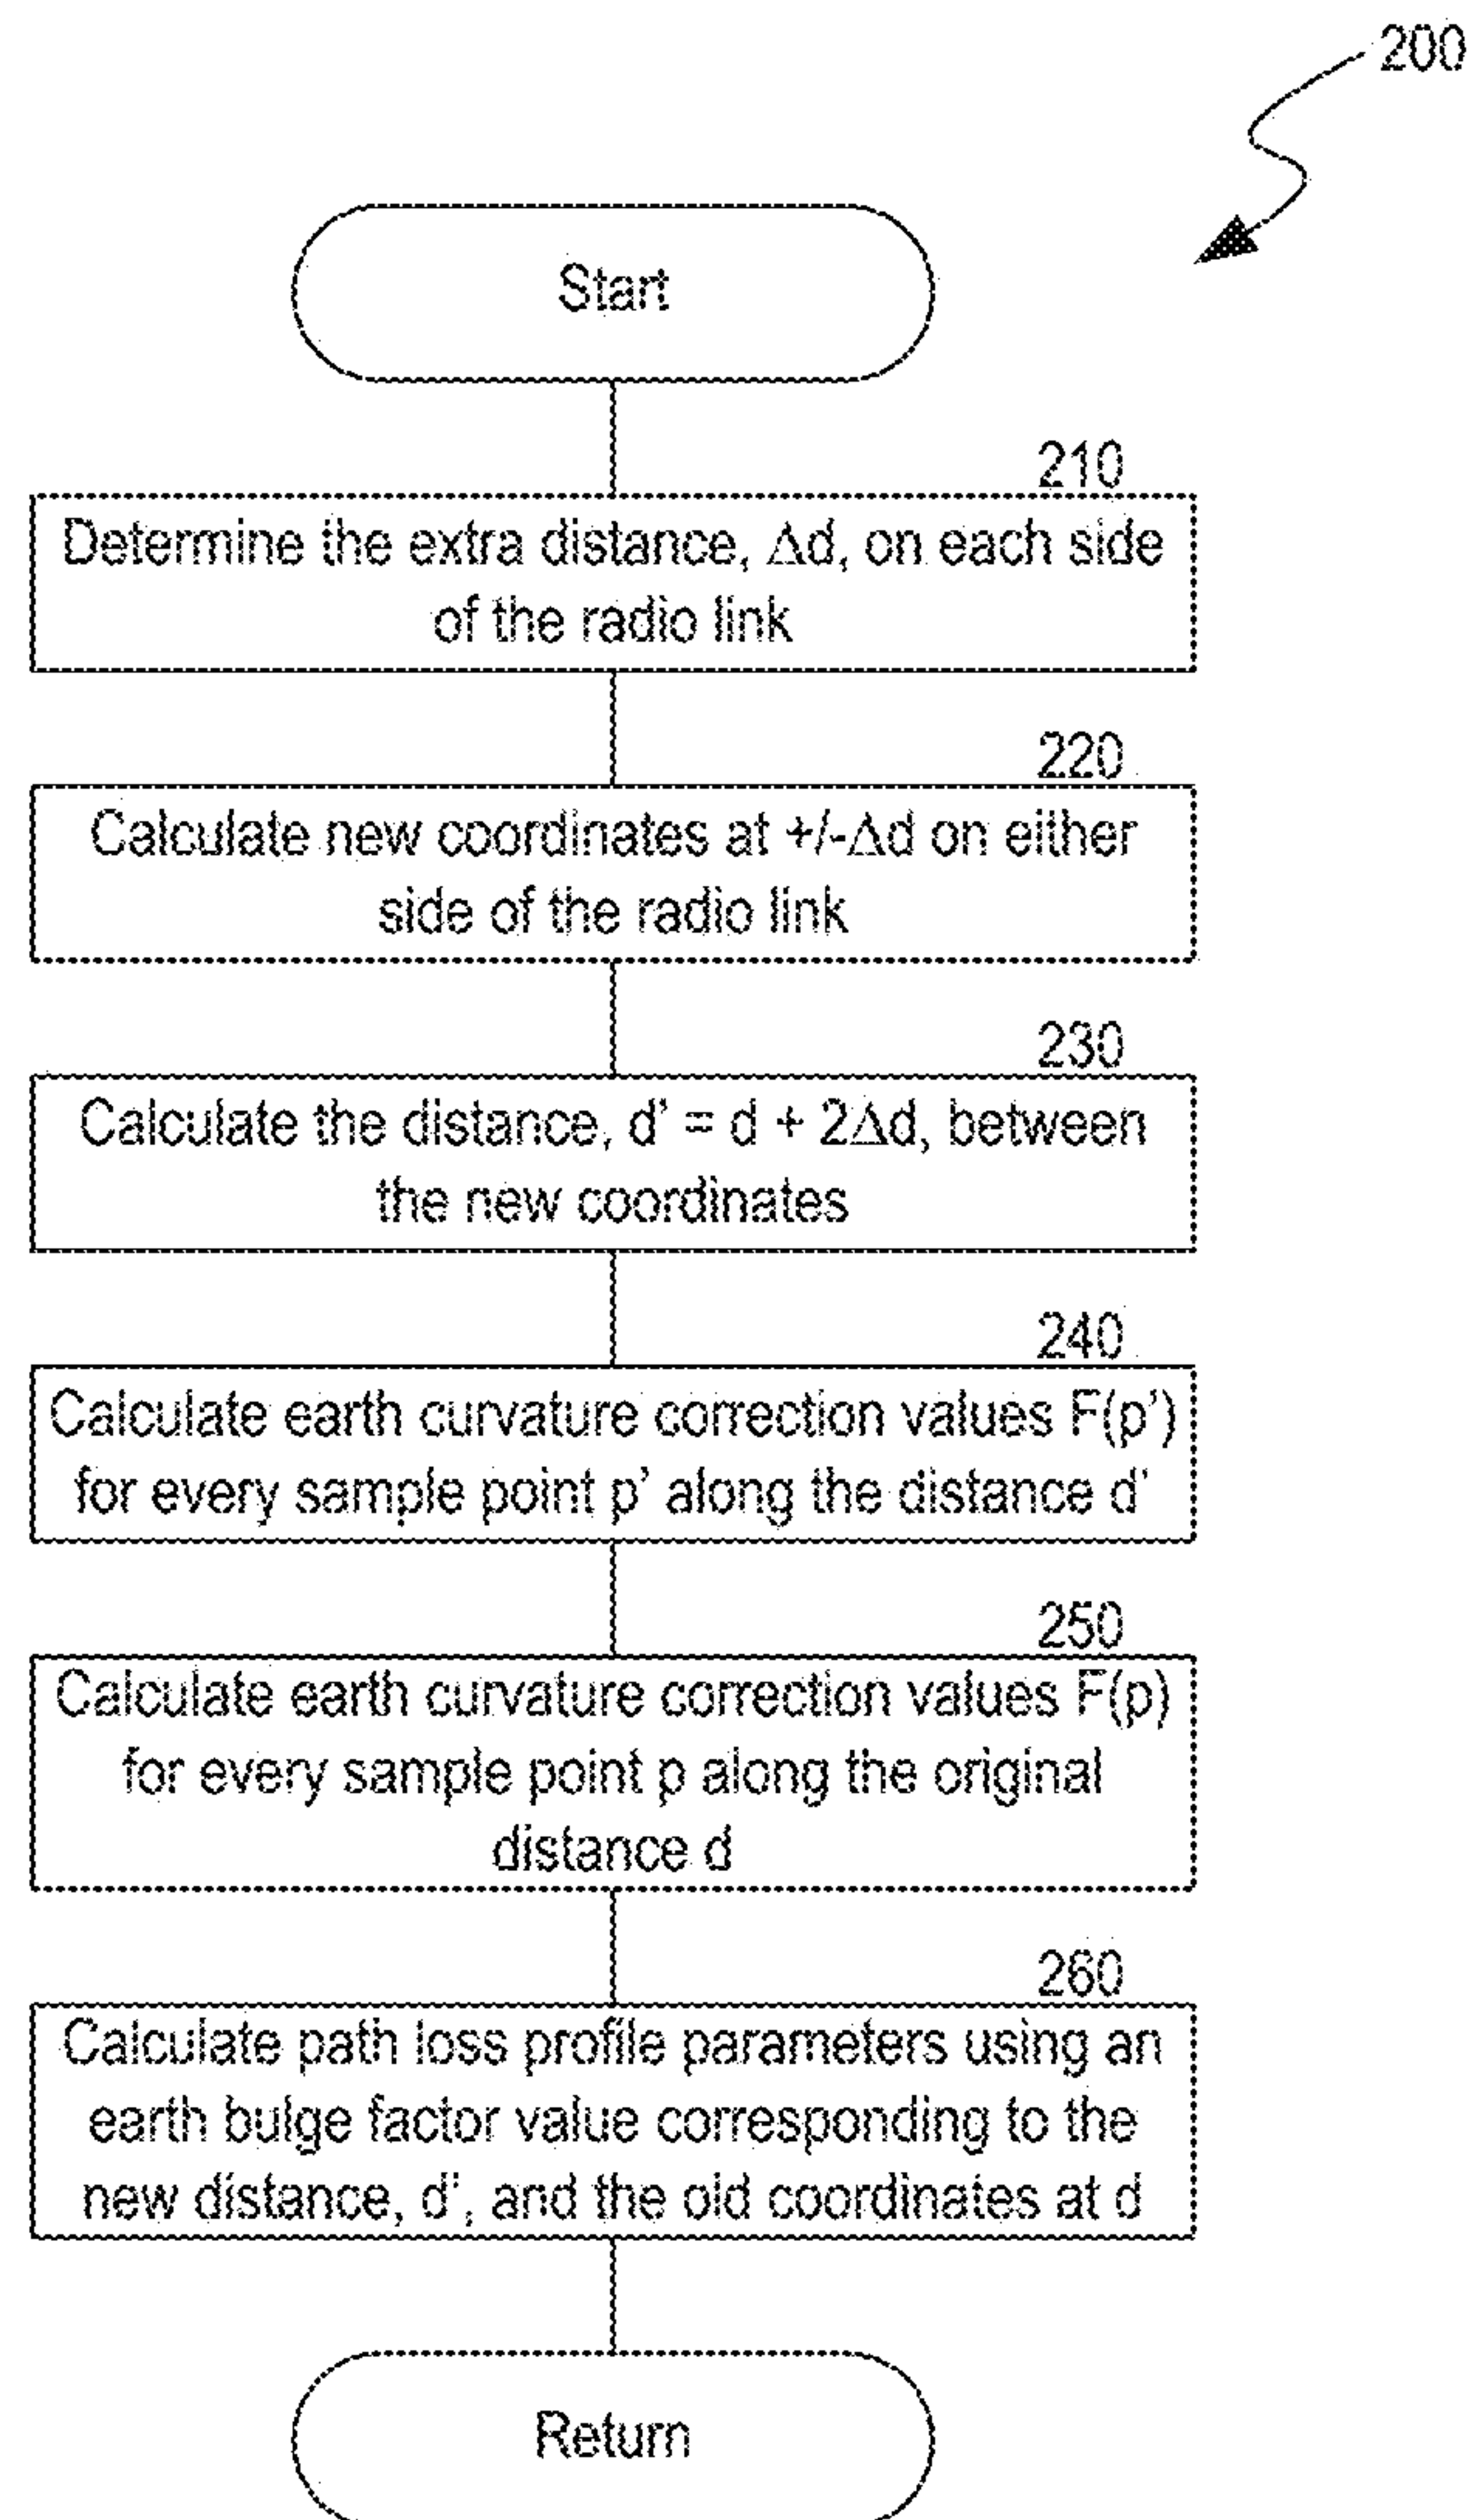 200
Start
210
Determine the extra distance, Δd, on each side
of the radio link
220
Calculate new coordinates at +/-Δd on either
side of the radio link
230
Calculate the distance, d' = d + 2Δd, between
the new coordinates
240
Calculate earth curvature correction values F(p')
for every sample point p' along the distance d'
250
Calculate earth curvature correction values F(p)
for every sample point p along the original
distance d
260
Calculate path loss profile parameters using an
earth bulge factor value corresponding to the
new distance, d', and the old coordinates at d
Return